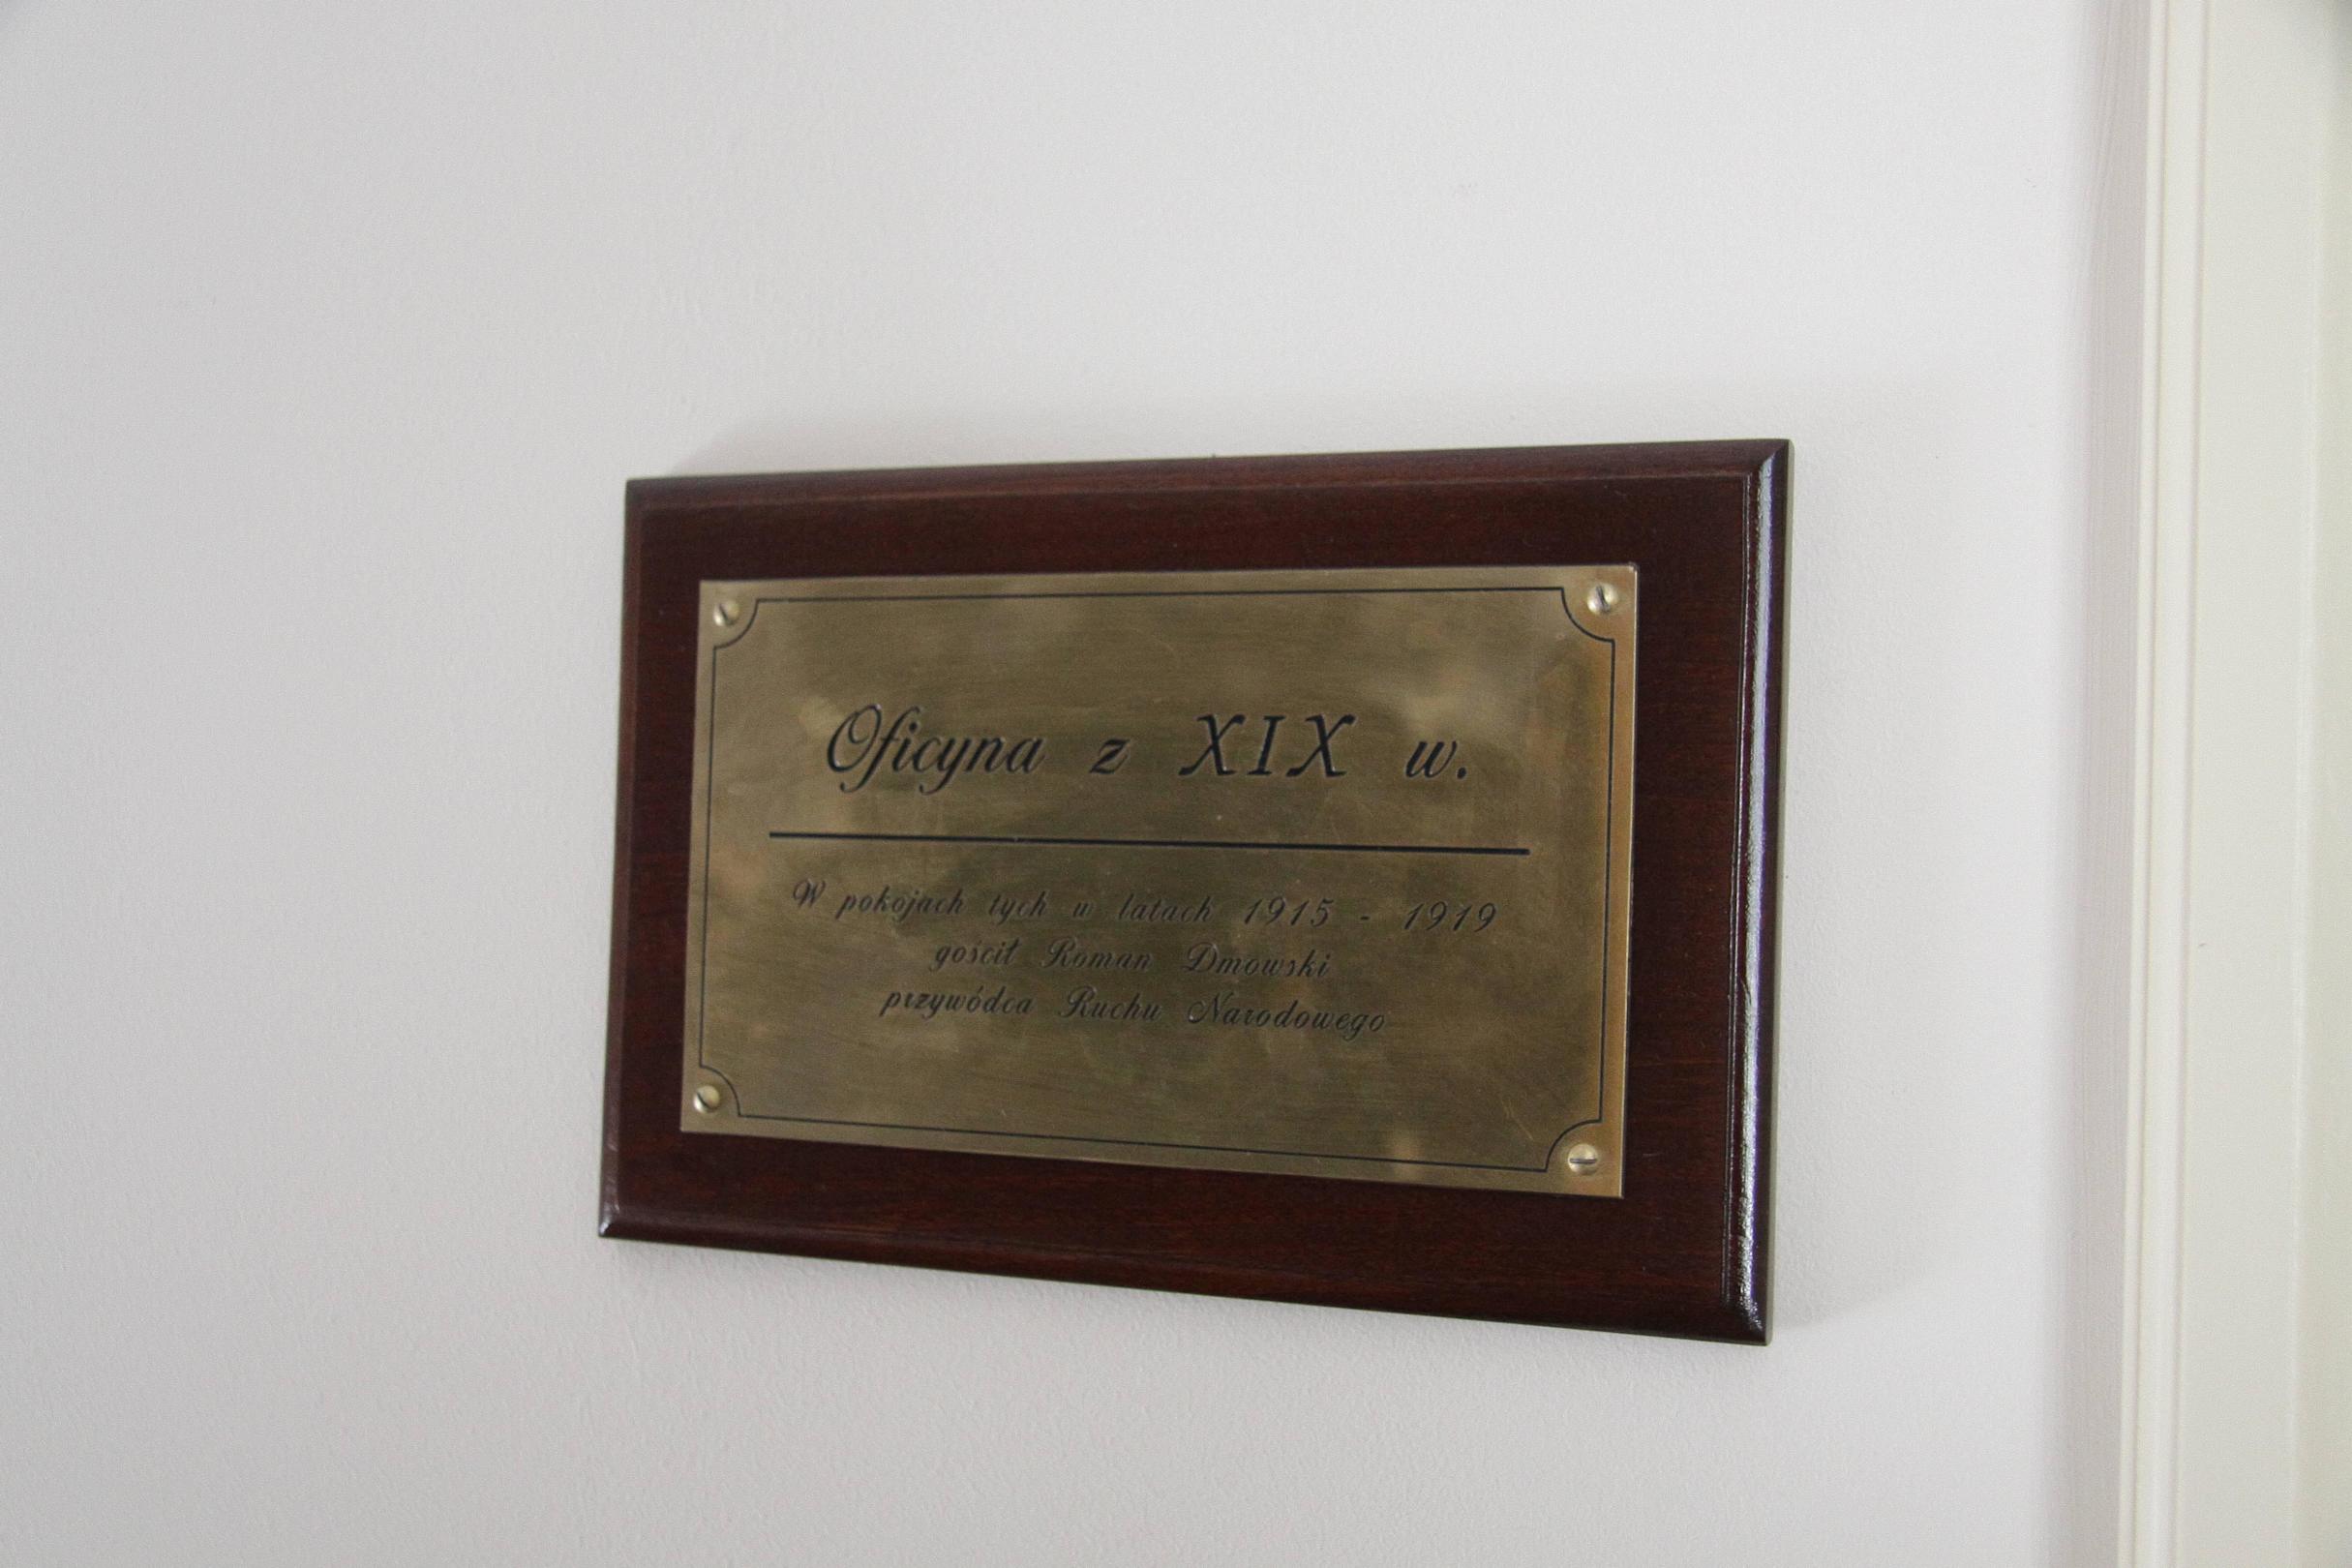 Oficyna z XIX w.
W pokojach tych w latach 1915 - 1919
gościł Roman Dmowski
przywódca Ruchu Narodowego